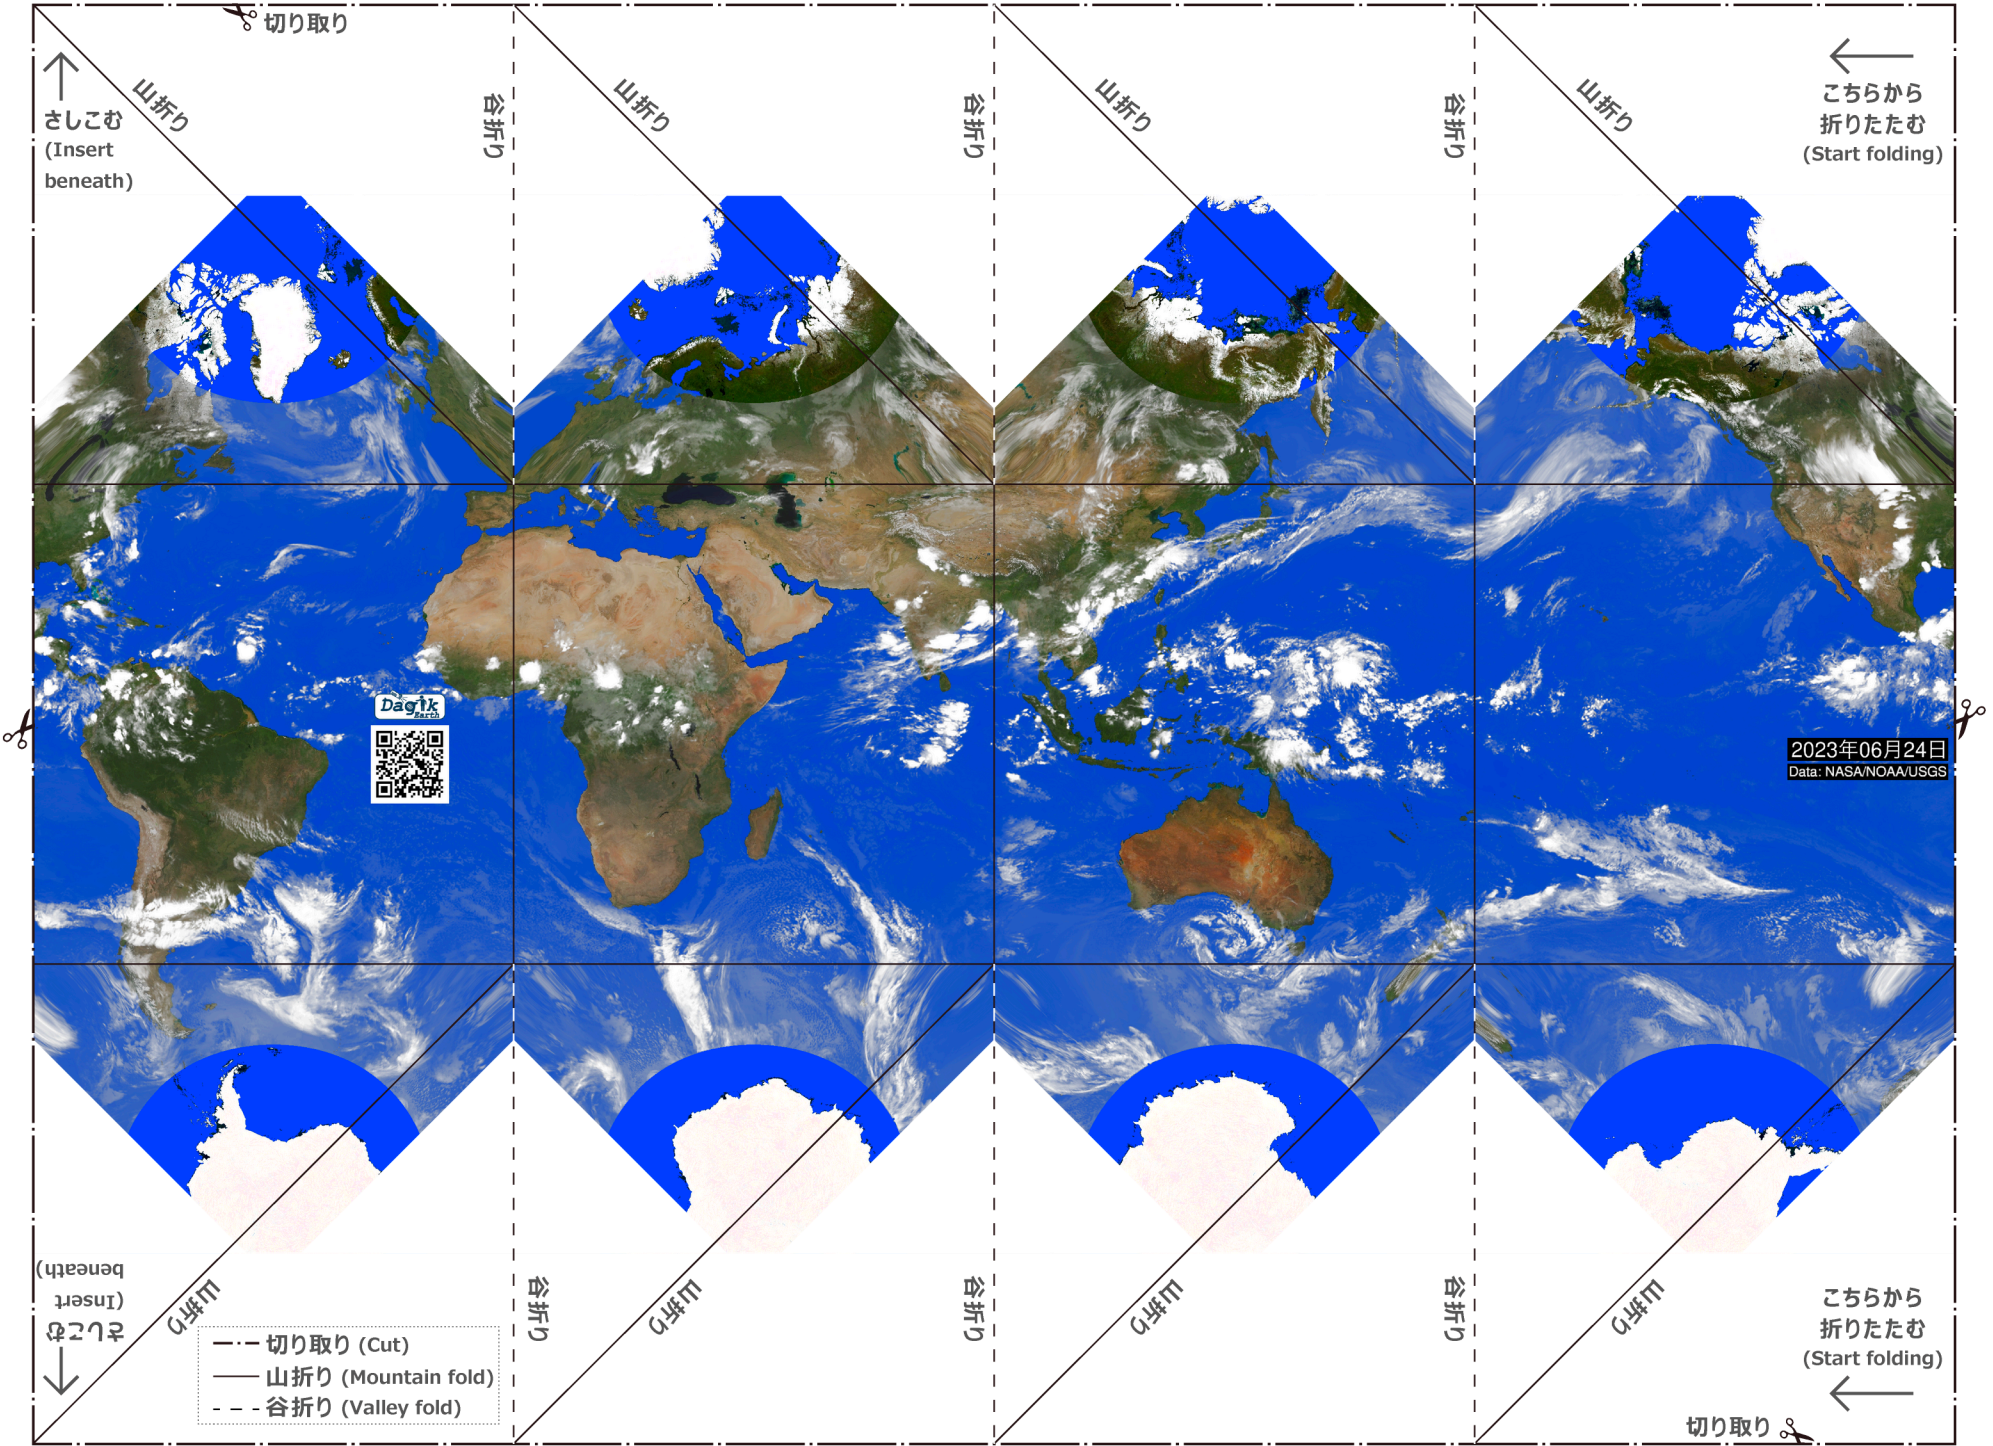 切り取り
さしこむ
(Insert
beneath)
山折り
谷折り
山折り
谷折り
山折り
谷折り
山折り
こちらから
折りたたむ
(Start folding)
Dagik
Earth
2023年06月24日
Data: NASA/NOAA/USGS
さしこむ
(Insert
beneath)
山折り
谷折り
山折り
谷折り
山折り
谷折り
山折り
こちらから
折りたたむ
(Start folding)
切り取り (Cut)
山折り (Mountain fold)
谷折り (Valley fold)
切り取り